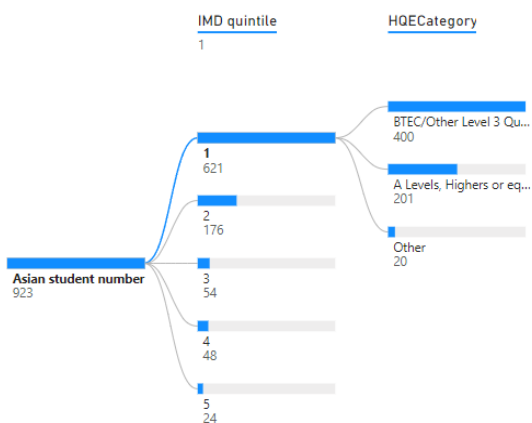 IMD quintile
1
HQECategory
Asian student number
923
1
621
2
176
3
54
4
48
5
24
BTEC/Other Level 3 Qu...
400
A Levels, Highers or eq...
201
Other
20